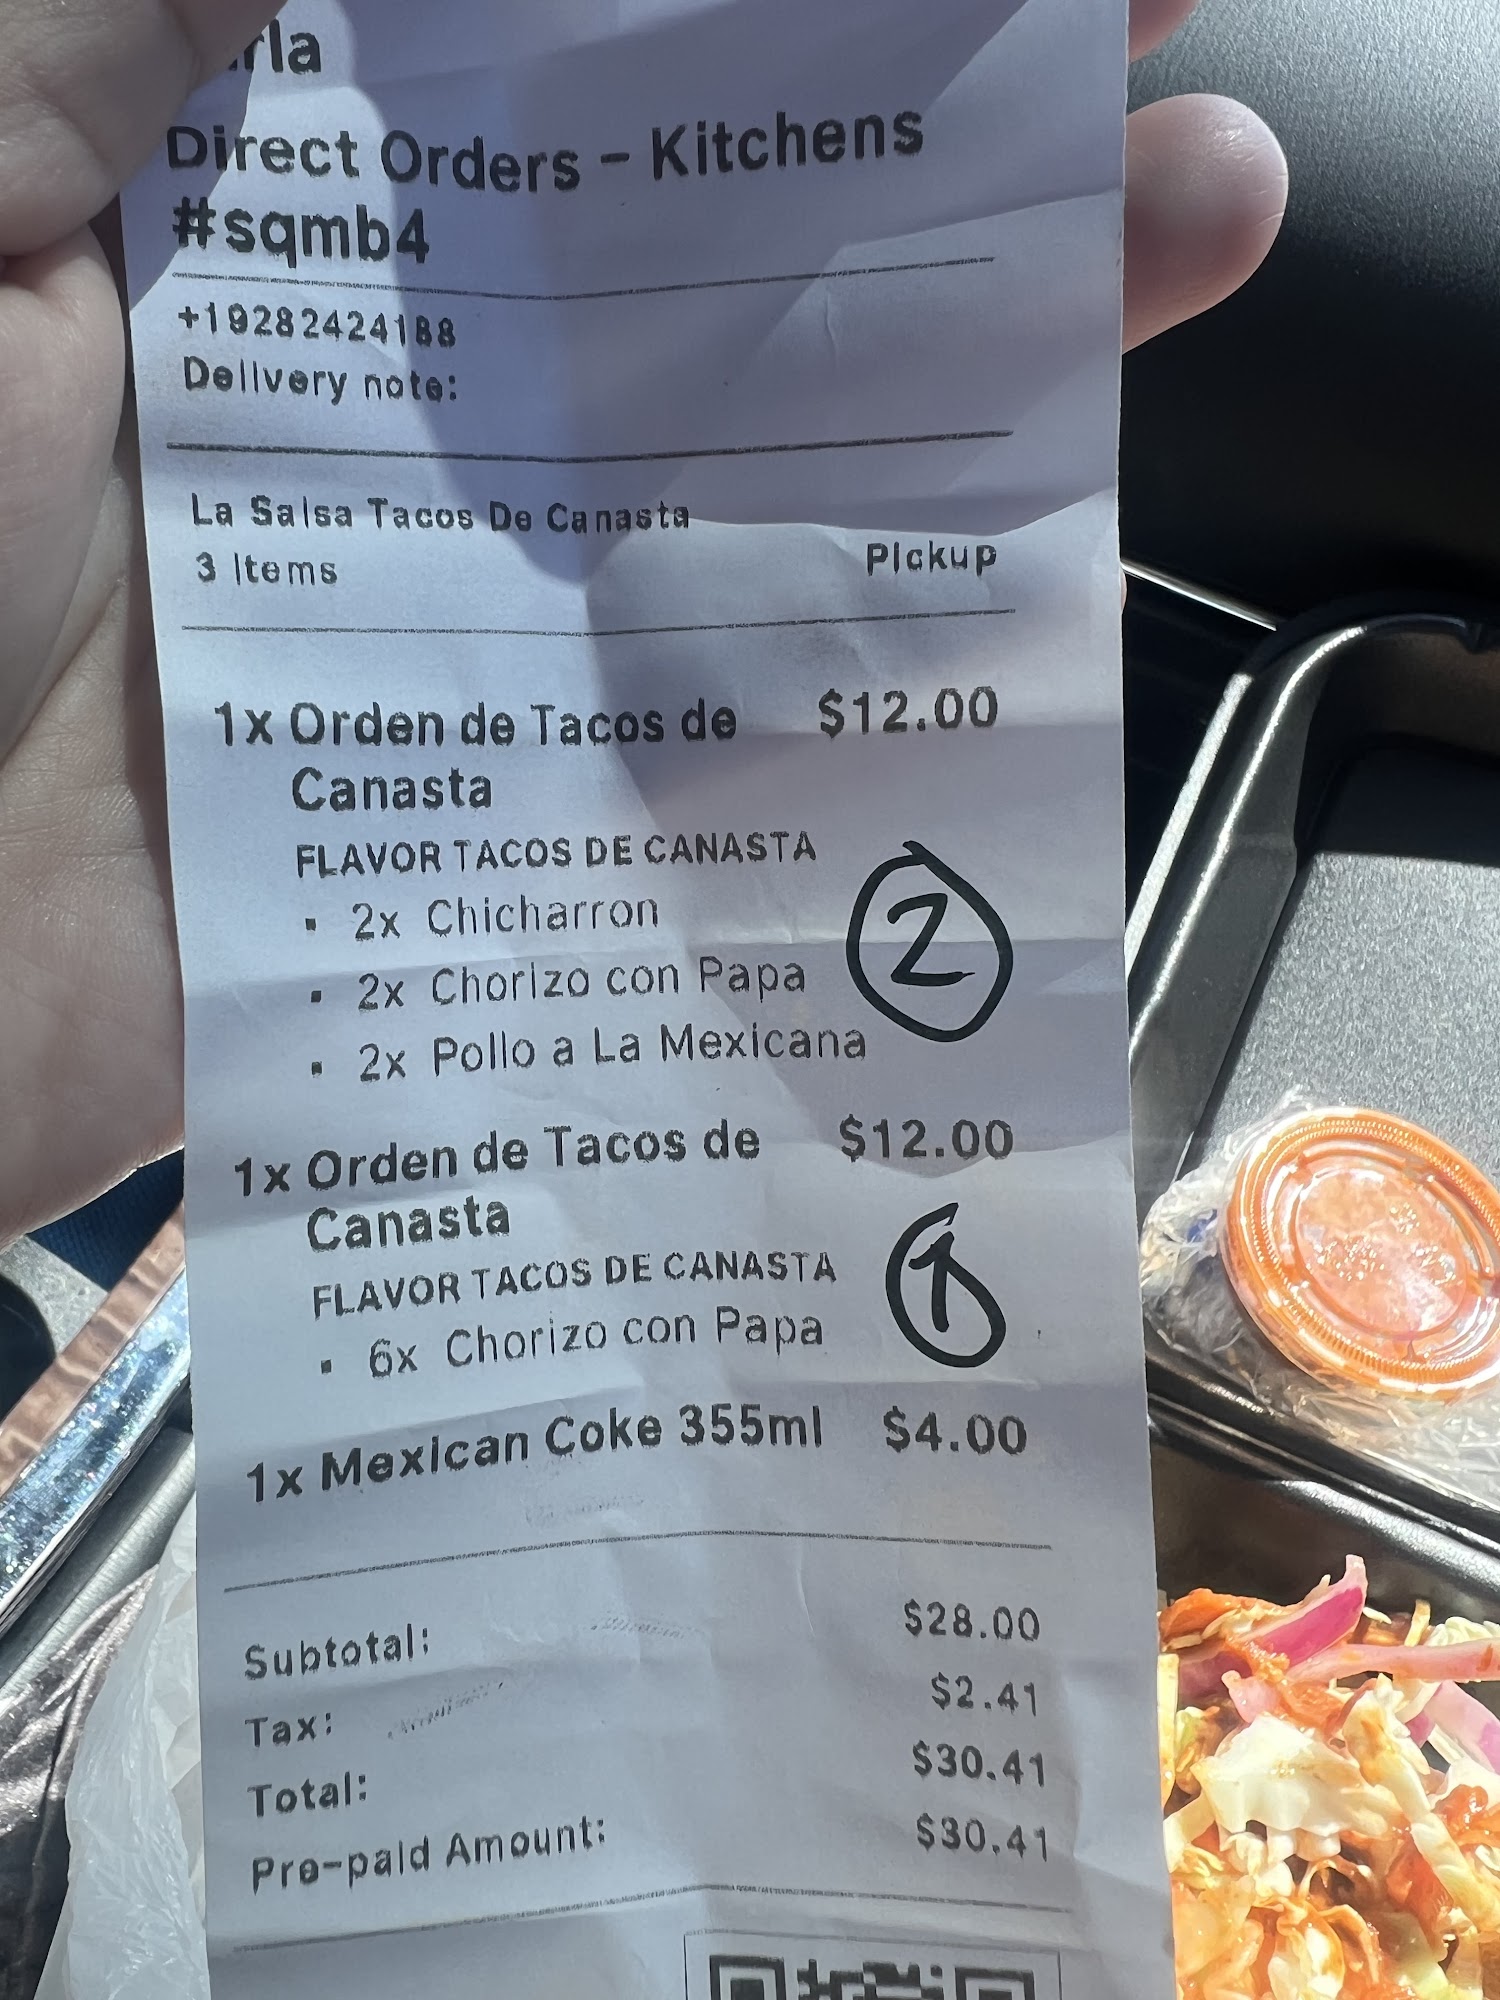 Direct Orders - Kitchens
#sqmb4
+19282424188
Delivery note:
La Salsa Tacos De Canasta
3 Items
Pickup
1x Orden de Tacos de $12.00
Canasta
FLAVOR TACOS DE CANASTA
▪ 2x Chicharron
2
▪ 2x Chorizo con Papa
▪ 2x Pollo a La Mexicana
1x Orden de Tacos de $12.00
Canasta
FLAVOR TACOS DE CANASTA
1
▪ 6x Chorizo con Papa
1x Mexican Coke 355ml $4.00
Subtotal: $28.00
Tax: $2.41
Total: $30.41
Pre-paid Amount: $30.41